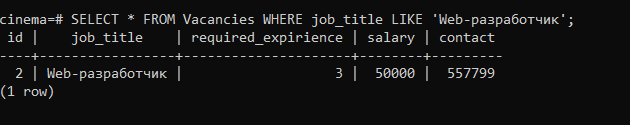 cinema=# SELECT * FROM Vacancies WHERE job_title LIKE 'Web-разработчик';
 id |    job_title    | required_expirience | salary | contact
----+-----------------+---------------------+--------+---------
  2 | Web-разработчик |                   3 |  50000 |  557799
(1 row)